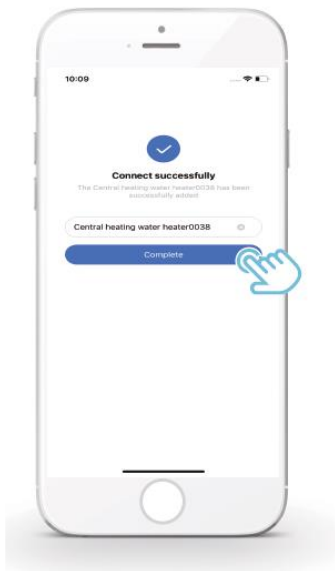 10:09
Connect successfully
The Central heating water heater0038 has been
successfully added
Central heating water heater0038
Complete